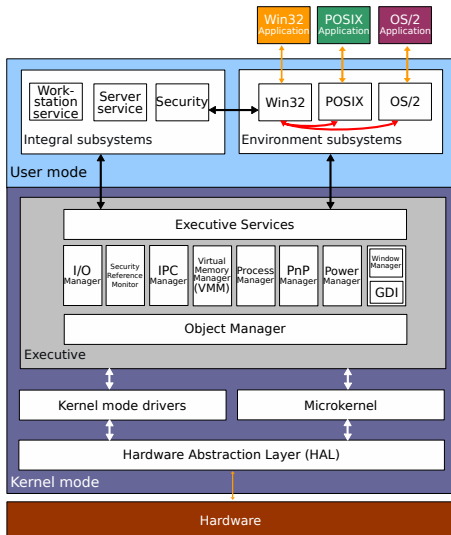 Win32
Application
POSIX
Application
OS/2
Application
Work-
station
service
Server
service
Security
Integral subsystems
Win32
POSIX
OS/2
Environment subsystems
User mode
Executive Services
I/O
Manager
Security
Reference
Monitor
IPC
Manager
Virtual
Memory
Manager
(VMM)
Process
Manager
PnP
Manager
Power
Manager
Window
Manager
GDI
Object Manager
Executive
Kernel mode drivers
Microkernel
Hardware Abstraction Layer (HAL)
Kernel mode
Hardware